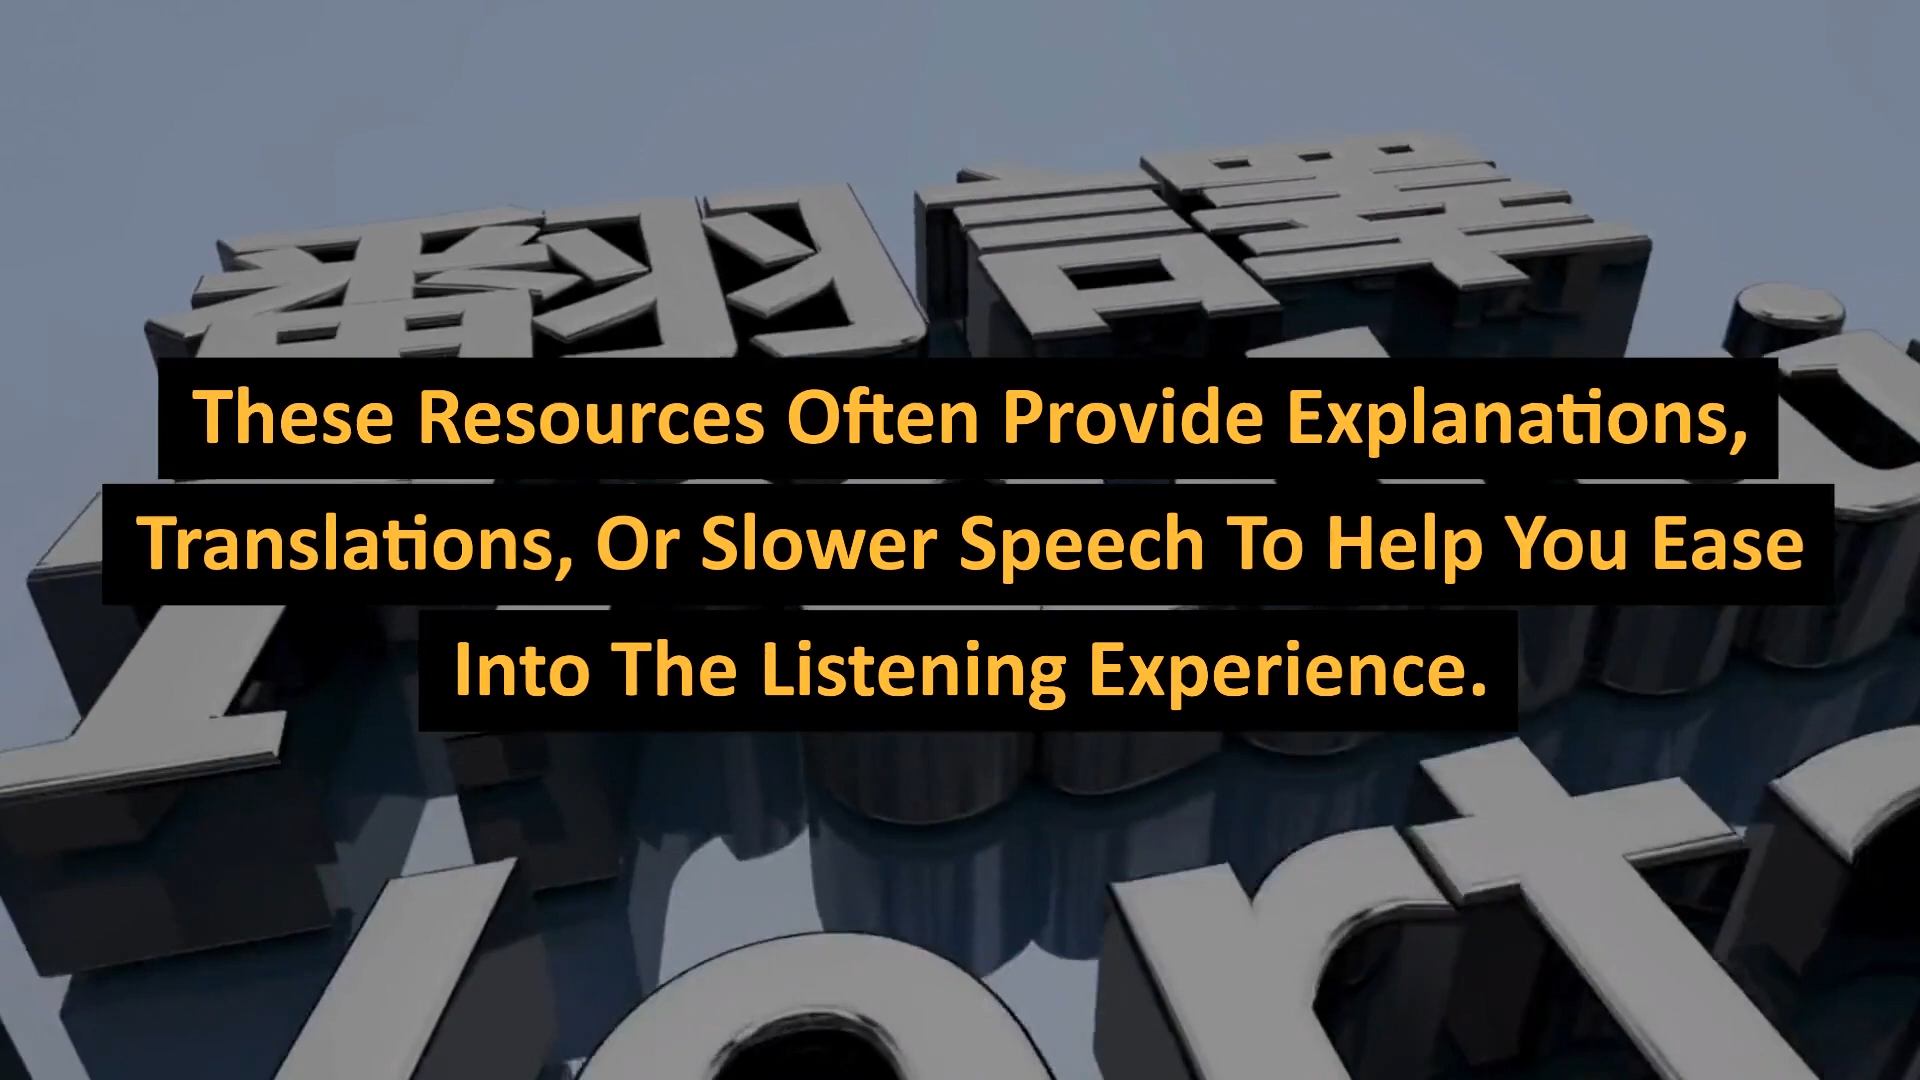 翻譯
These Resources Often Provide Explanations,
Translations, Or Slower Speech To Help You Ease
Into The Listening Experience.